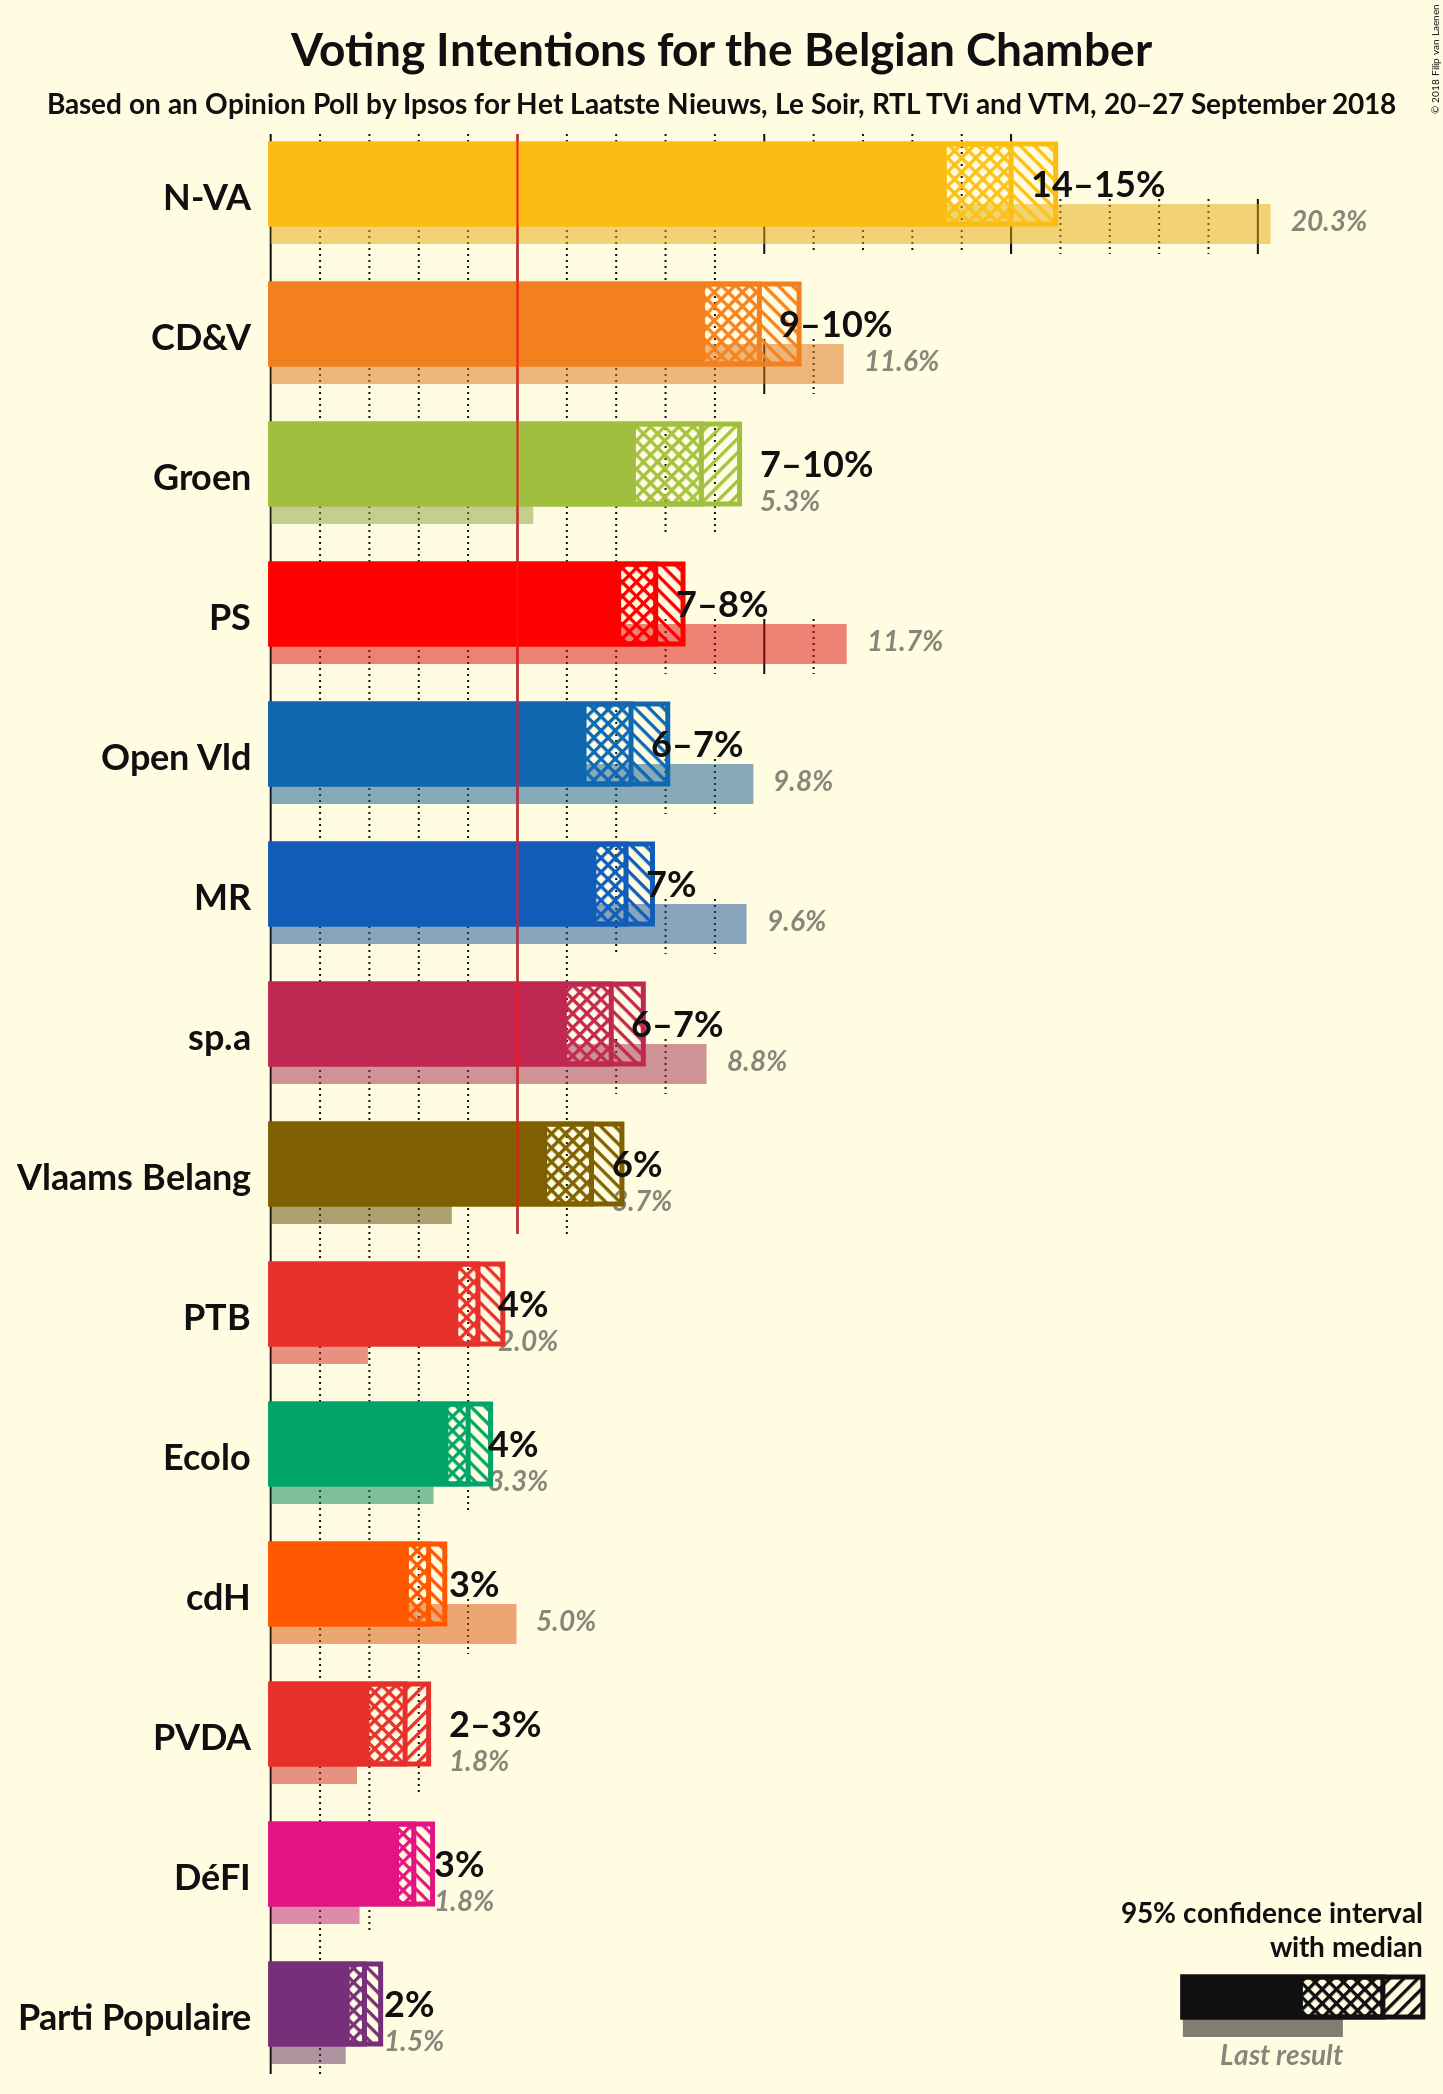 Voting Intentions for the Belgian Chamber
Based on an Opinion Poll by Ipsos for Het Laatste Nieuws, Le Soir, RTL TVi and VTM, 20–27 September 2018
© 2018 Filip van Laenen
N-VA
14–15%
20.3%
CD&V
9–10%
11.6%
Groen
7–10%
5.3%
PS
7–8%
11.7%
Open Vld
6–7%
9.8%
MR
7%
9.6%
sp.a
6–7%
8.8%
Vlaams Belang
6%
3.7%
PTB
4%
2.0%
Ecolo
4%
3.3%
cdH
3%
5.0%
PVDA
2–3%
1.8%
DéFI
3%
1.8%
Parti Populaire
2%
1.5%
95% confidence interval
with median
Last result